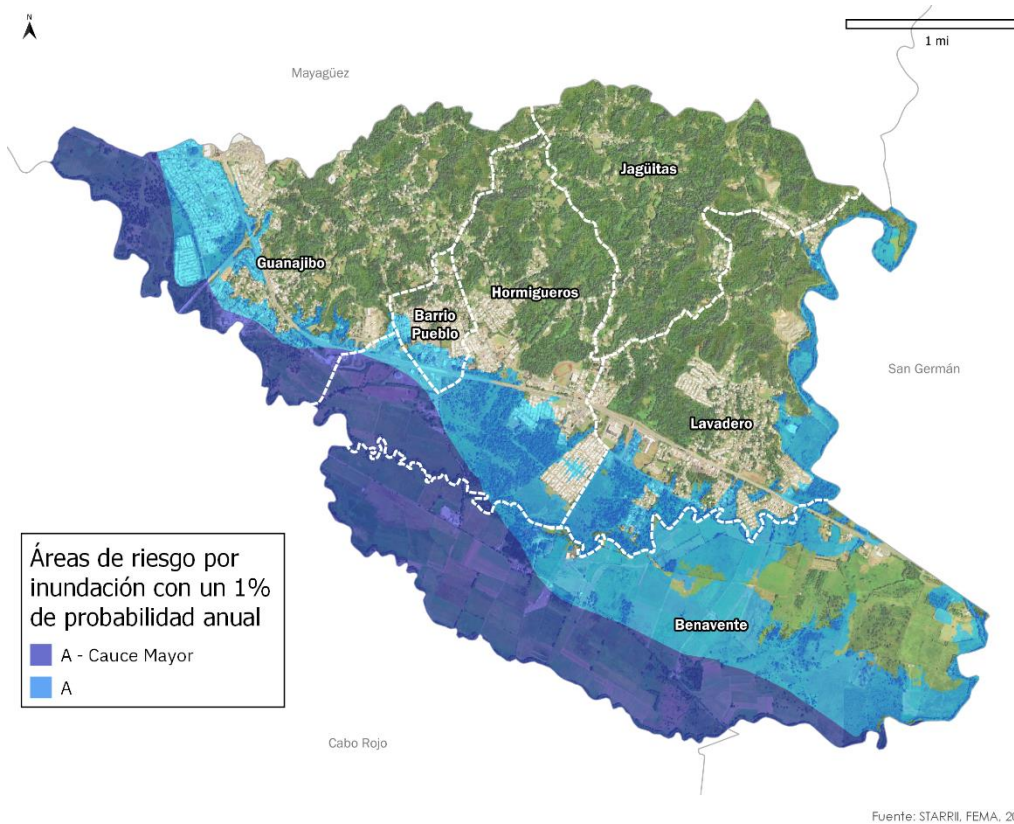 N
1 mi
Mayagüez
Jagüitas
Guanajibo
Hormigueros
Barrio
Pueblo
San Germán
Lavadero
Áreas de riesgo por
inundación con un 1%
de probabilidad anual
A - Cauce Mayor
A
Benavente
Cabo Rojo
Fuente: STARRII, FEMA, 20